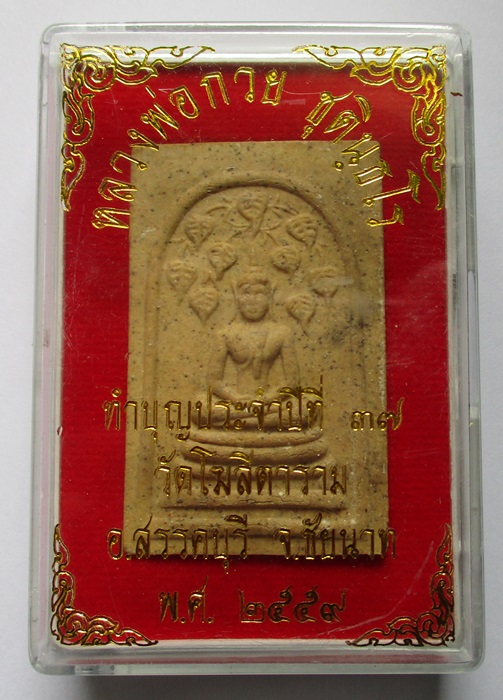 หลวงพ่อกวย ชุตินฺธโร
ทำบุญประจำปีที่ ๓๗
วัดโฆสิตาราม
อ.สรรคบุรี จ.ชัยนาท
พ.ศ. ๒๕๕๙